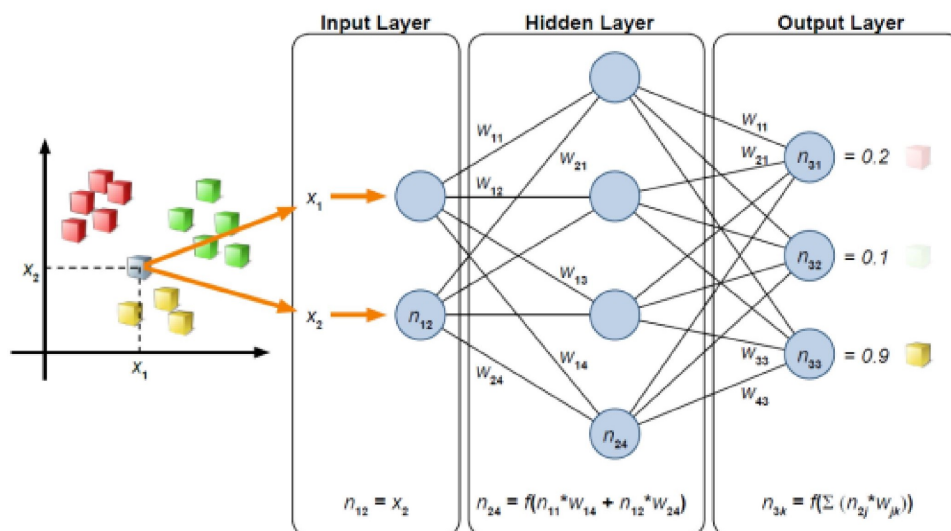 Input Layer
Hidden Layer
Output Layer
w₁₁
w₂₁
w₁₂
w₁₃
w₁₄
w₂₄
w₁₁
w₂₁
w₃₃
w₄₃
x₂
x₁
x₁
x₂
n₁₂
n₂₄
n₃₁ = 0.2
n₃₂ = 0.1
n₃₃ = 0.9
n₁₂ = x₂
n₂₄ = f(n₁₁*w₁₄ + n₁₂*w₂₄)
n₃ₖ = f(Σ (n₂ⱼ*wⱼₖ))